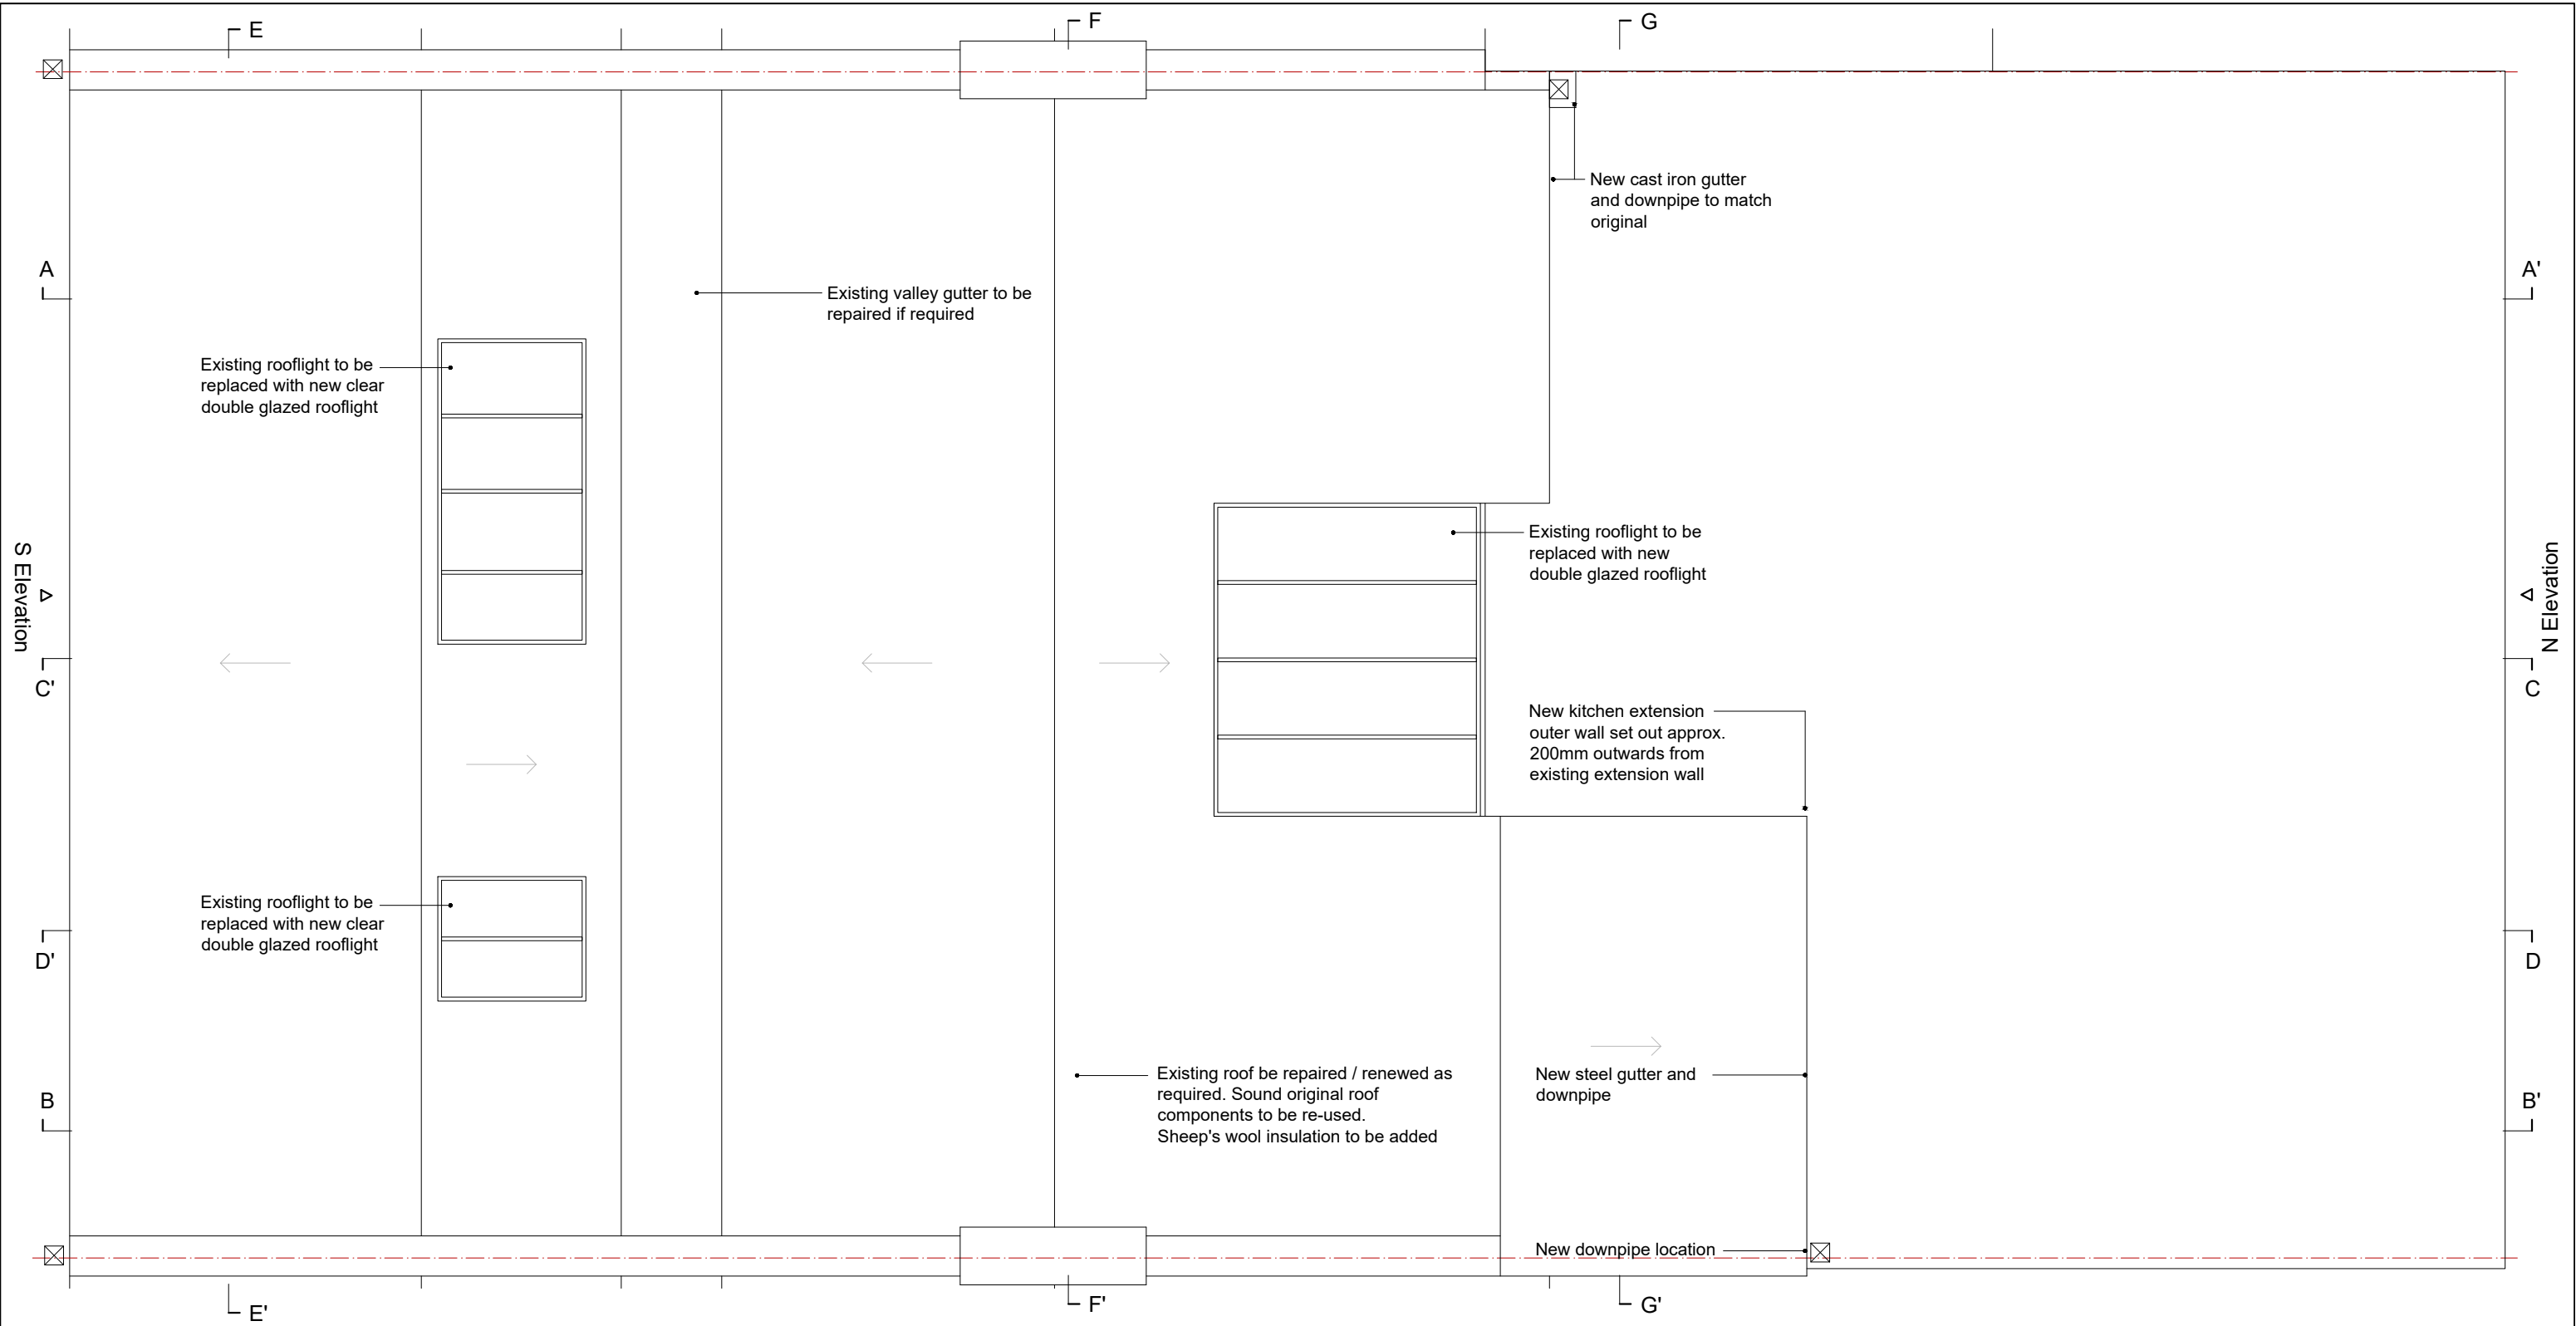 E
F
G
New cast iron gutter
and downpipe to match
original
A
A'
Existing valley gutter to be
repaired if required
Existing rooflight to be
replaced with new clear
double glazed rooflight
Existing rooflight to be
replaced with new
double glazed rooflight
S Elevation
N Elevation
C'
C
New kitchen extension
outer wall set out approx.
200mm outwards from
existing extension wall
Existing rooflight to be
replaced with new clear
double glazed rooflight
D'
D
Existing roof be repaired / renewed as
required. Sound original roof
components to be re-used.
Sheep's wool insulation to be added
New steel gutter and
downpipe
B
B'
New downpipe location
E'
F'
G'